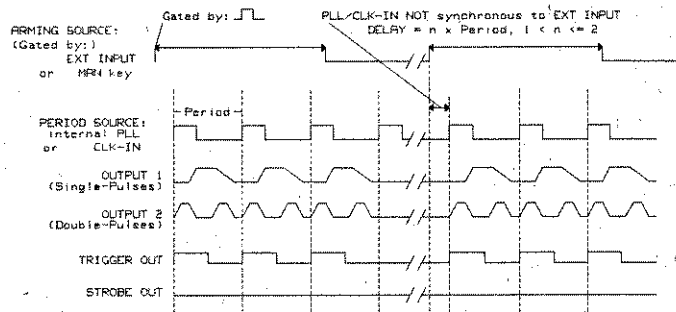 Gated by:
PLL/CLK-IN NOT synchronous to EXT INPUT
DELAY = n x Period, 1 < n <= 2
ARMING SOURCE:
(Gated by:)
EXT INPUT
or MAN key
Period
PERIOD SOURCE:
internal PLL
or CLK-IN
OUTPUT 1
(Single-Pulses)
OUTPUT 2
(Double-Pulses)
TRIGGER OUT
STROBE OUT